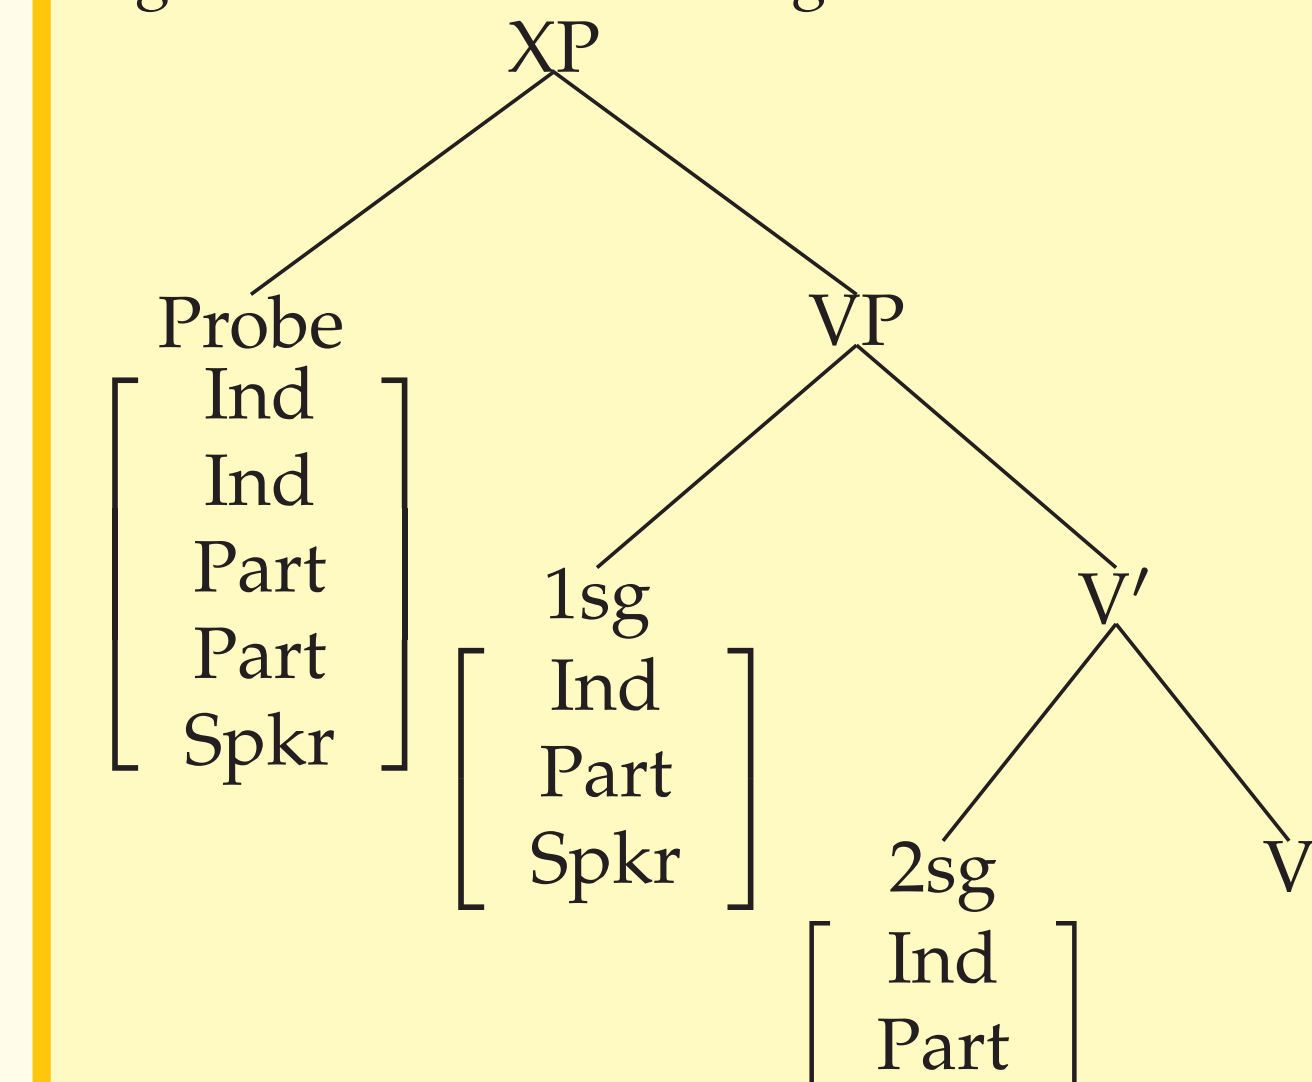 XP
Probe
VP
Ind
Ind
Part
Part
Spkr
1sg
V′
Ind
Part
Spkr
2sg
V
Ind
Part